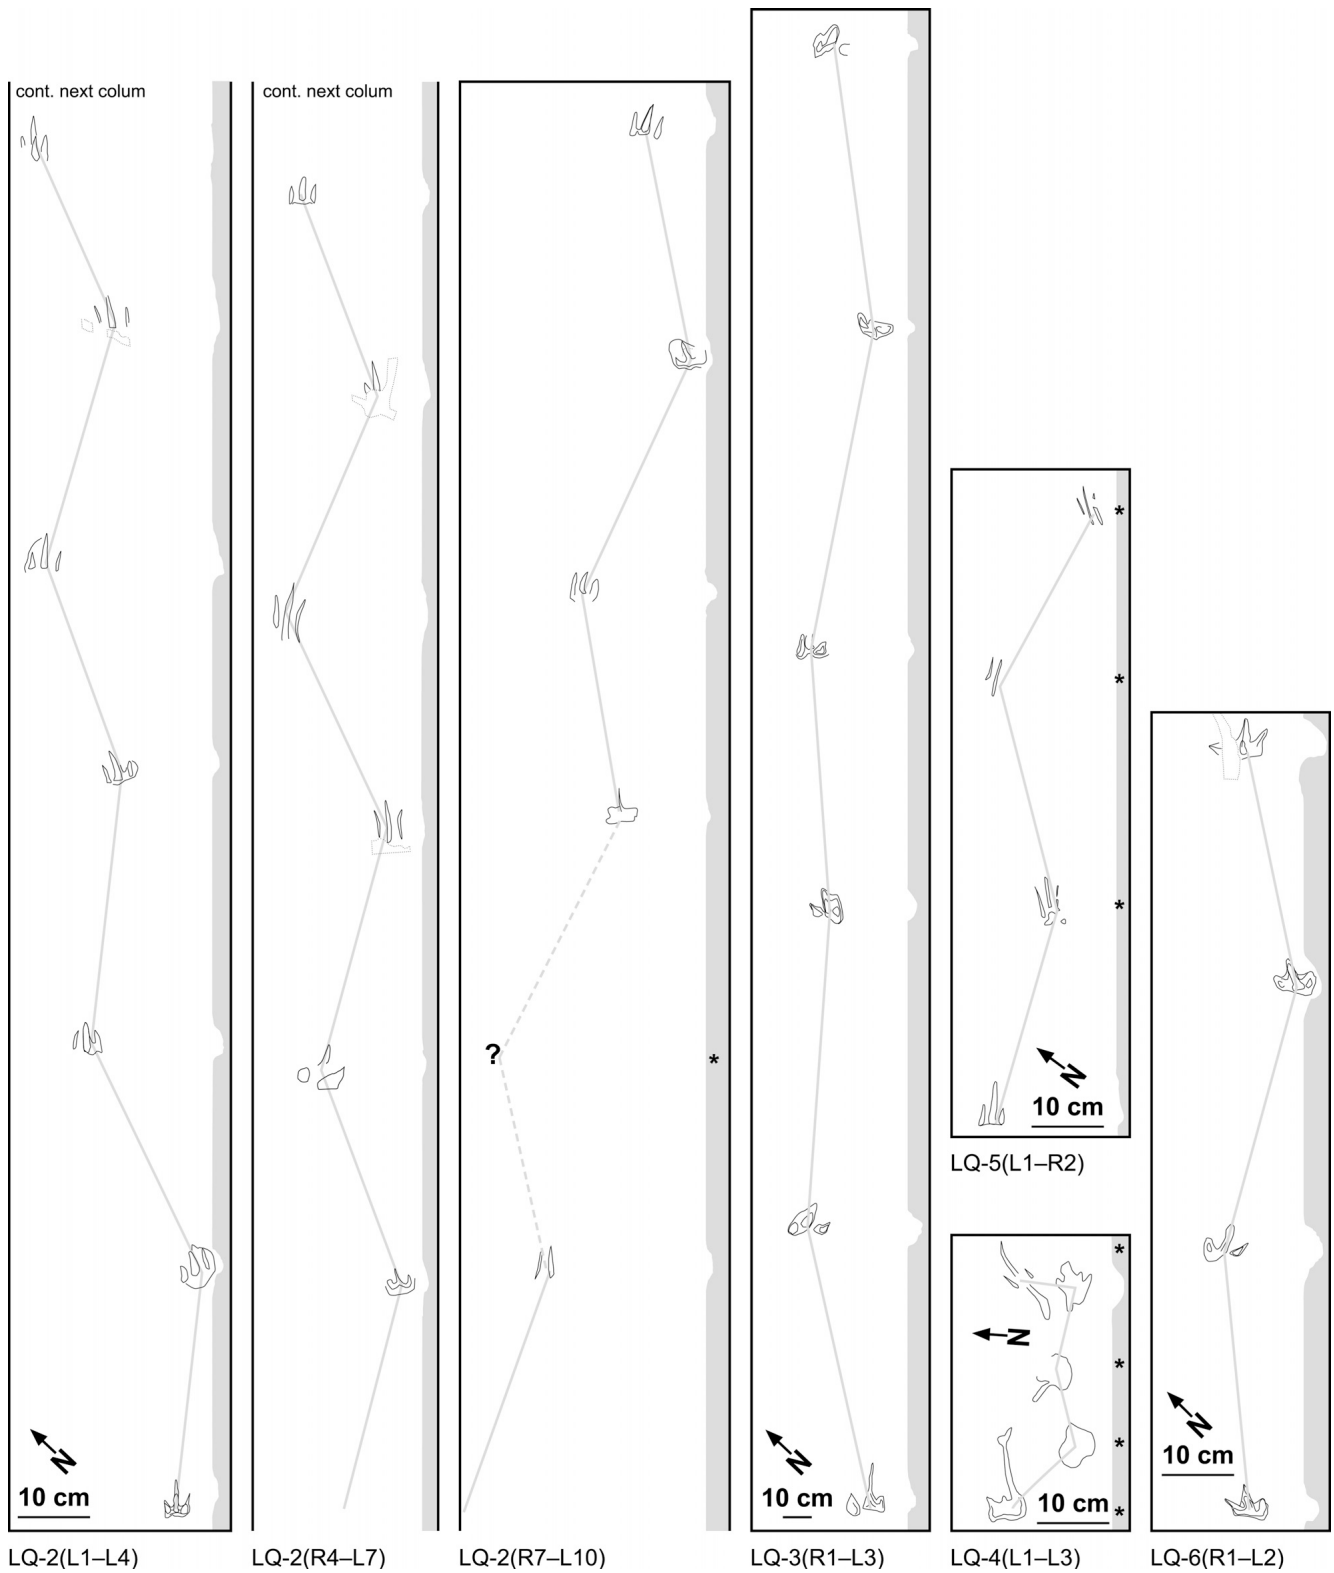 cont. next colum
cont. next colum
?
*
*
*
*
N
10 cm
LQ-5(L1–R2)
*
N
*
*
10 cm
*
N
10 cm
N
10 cm
N
10 cm
LQ-2(L1–L4)
LQ-2(R4–L7)
LQ-2(R7–L10)
LQ-3(R1–L3)
LQ-4(L1–L3)
LQ-6(R1–L2)